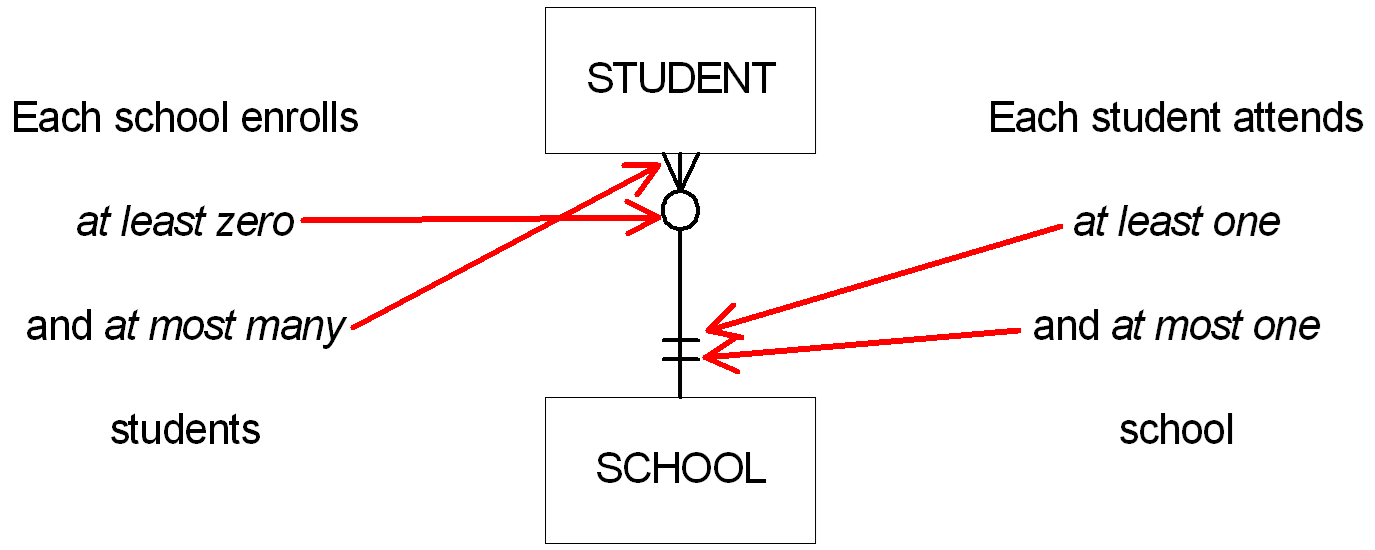 STUDENT
Each school enrolls
at least zero
and at most many
students
Each student attends
at least one
and at most one
school
SCHOOL